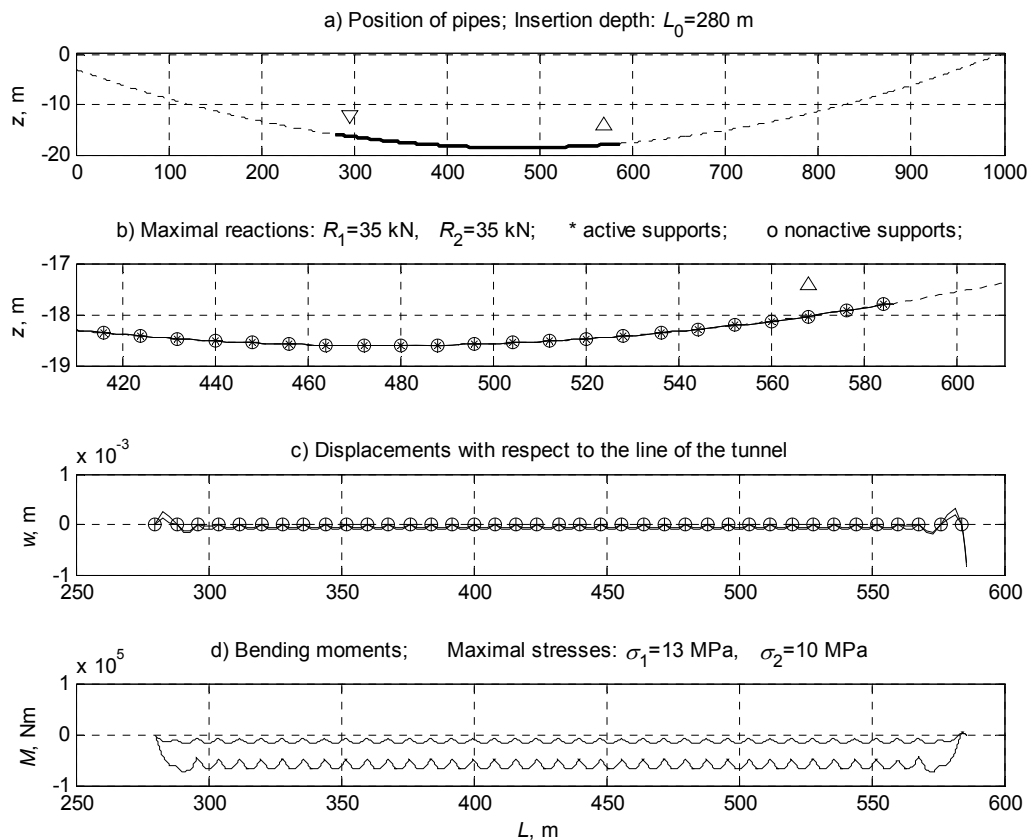 a) Position of pipes; Insertion depth: L0=280 m
0
-10
-20
z, m
0 100 200 300 400 500 600 700 800 900 1000
b) Maximal reactions: R1=35 kN, R2=35 kN; * active supports; o nonactive supports;
-17
-18
-19
z, m
420 440 460 480 500 520 540 560 580 600
x 10-3
c) Displacements with respect to the line of the tunnel
1
0
-1
w, m
250 300 350 400 450 500 550 600
x 105
d) Bending moments; Maximal stresses: σ1=13 MPa, σ2=10 MPa
1
0
-1
M, Nm
250 300 350 400 450 500 550 600
L, m